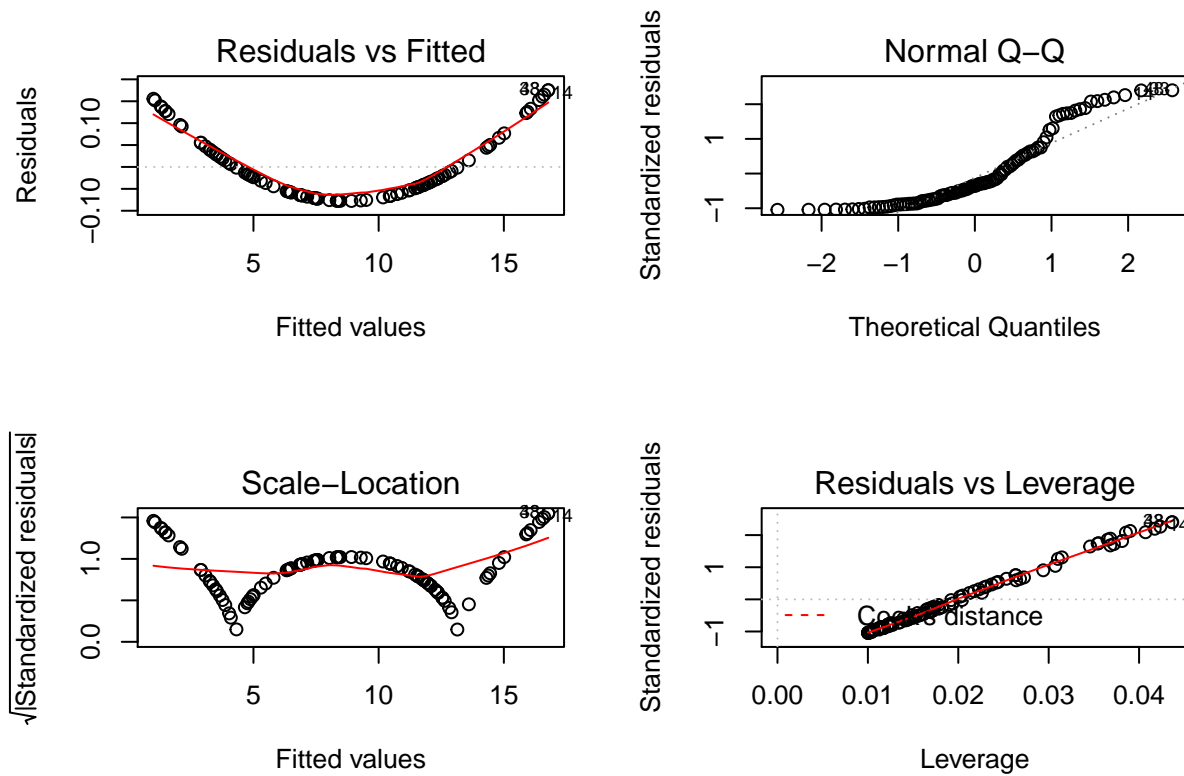 Residuals vs Fitted
Residuals
0.10
−0.10
5
10
15
Fitted values
14
Normal Q−Q
Standardized residuals
1
−1
−2
−1
0
1
2
Theoretical Quantiles
Scale−Location
√|Standardized residuals|
1.0
0.0
5
10
15
Fitted values
14
Residuals vs Leverage
Standardized residuals
1
−1
Cook's distance
0.00
0.01
0.02
0.03
0.04
Leverage